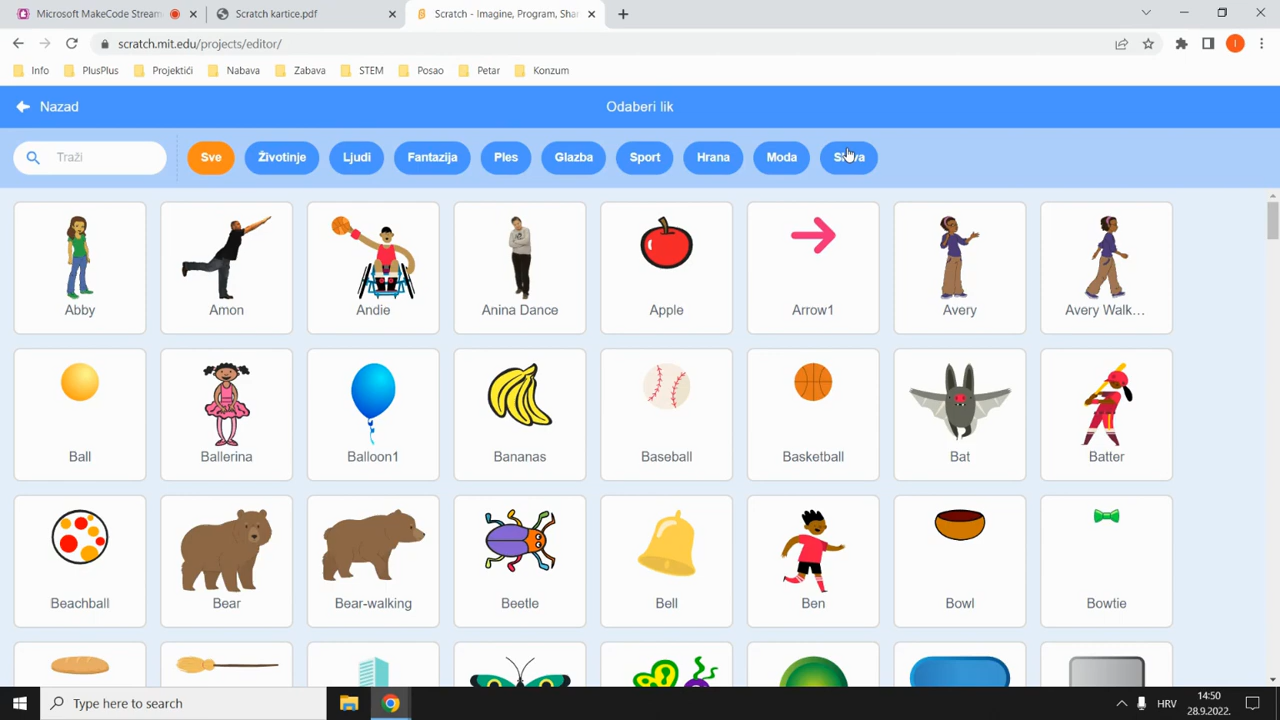 Microsoft MakeCode Stream
Scratch kartice.pdf
Scratch - Imagine, Program, Sha
scratch.mit.edu/projects/editor/
Info PlusPlus Projektići Nabava Zabava STEM Posao Petar Konzum
Nazad
Odaberi lik
Traži
Sve Životinje Ljudi Fantazija Ples Glazba Sport Hrana Moda
Abby Amon Andie Anina Dance Apple Arrow1 Avery Avery Walk...
Ball Ballerina Balloon1 Bananas Baseball Basketball Bat Batter
Beachball Bear Bear-walking Beetle Bell Ben Bowl Bowtie
Type here to search
HRV
14:50
28.9.2022.